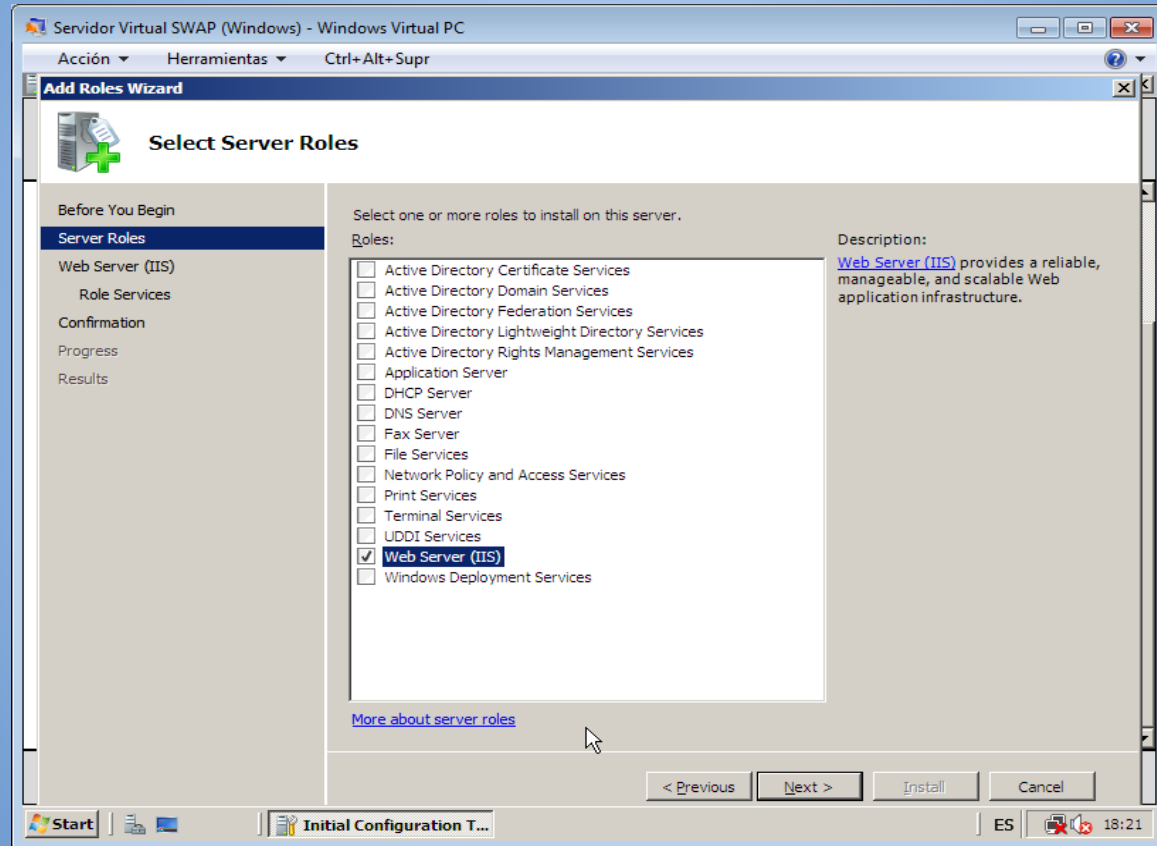 Servidor Virtual SWAP (Windows) - Windows Virtual PC
Acción Herramientas Ctrl+Alt+Supr
Add Roles Wizard
Select Server Roles
Before You Begin
Server Roles
Web Server (IIS)
Role Services
Confirmation
Progress
Results
Select one or more roles to install on this server.
Roles:
Active Directory Certificate Services
Active Directory Domain Services
Active Directory Federation Services
Active Directory Lightweight Directory Services
Active Directory Rights Management Services
Application Server
DHCP Server
DNS Server
Fax Server
File Services
Network Policy and Access Services
Print Services
Terminal Services
UDDI Services
Web Server (IIS)
Windows Deployment Services
More about server roles
Description:
Web Server (IIS) provides a reliable,
manageable, and scalable Web
application infrastructure.
< Previous Next > Install Cancel
Start Initial Configuration T... ES 18:21